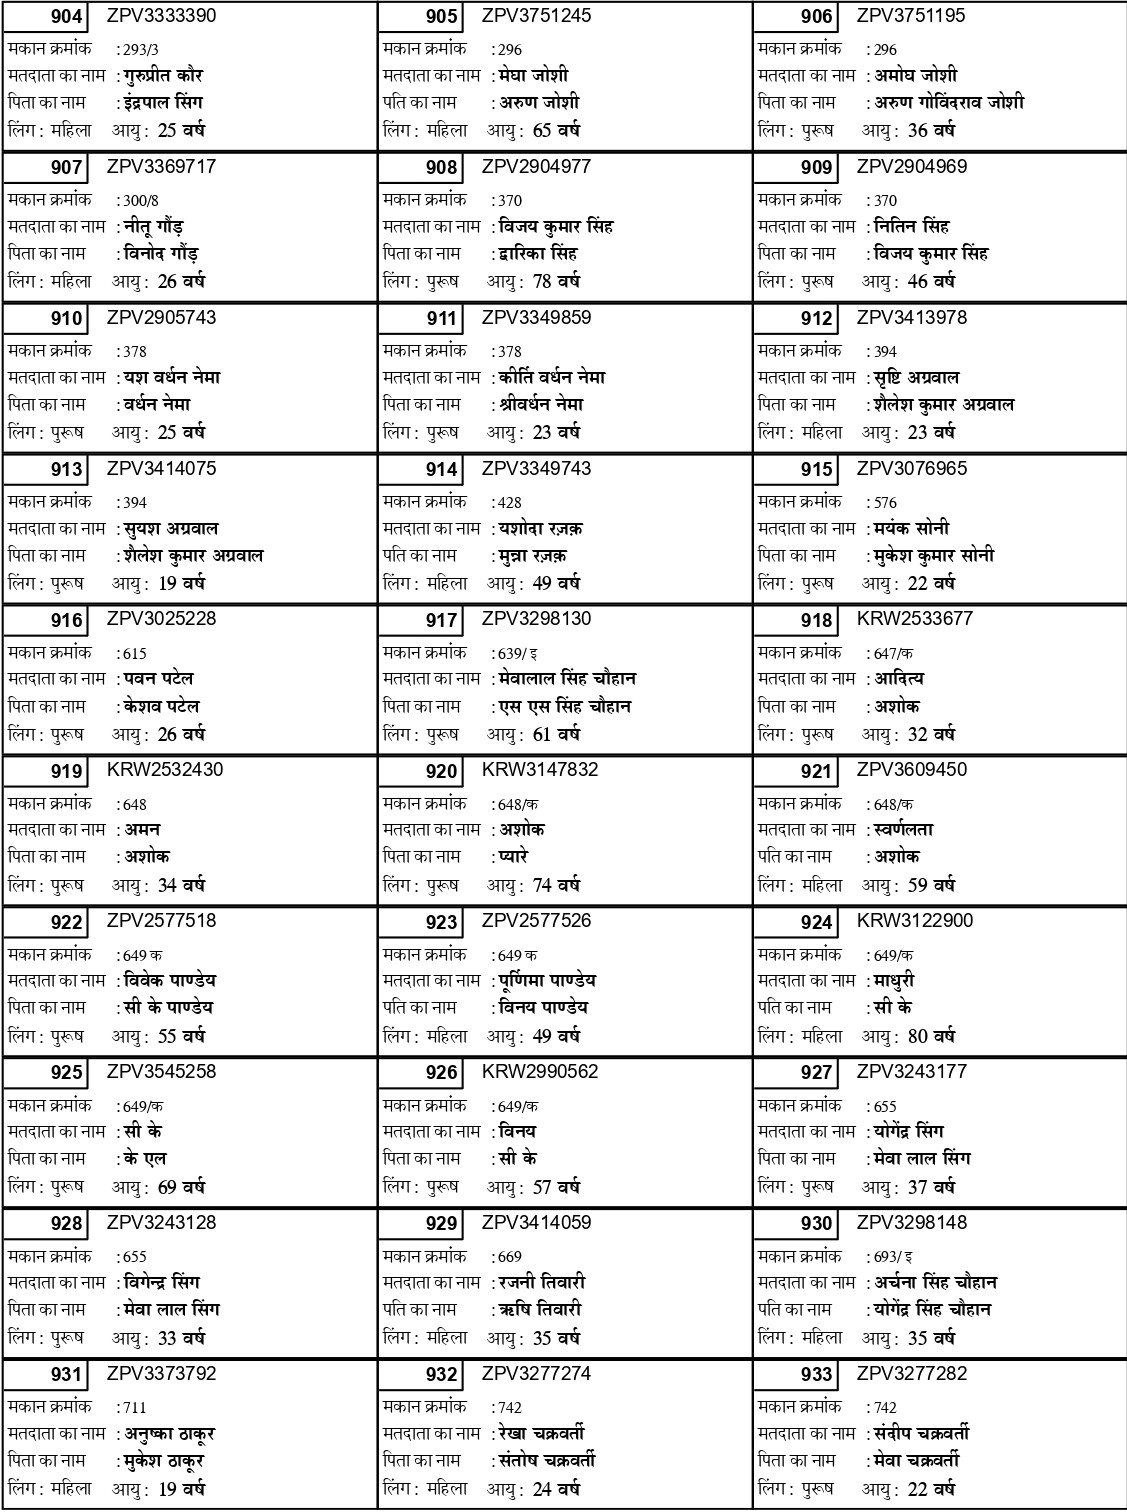 904 ZPV3333390
मकान क्रमांक : 293/3
मतदाता का नाम : गुरुप्रीत कौर
पिता का नाम : इंद्रपाल सिंग
लिंग : महिला आयु : 25 वर्ष
905 ZPV3751245
मकान क्रमांक : 296
मतदाता का नाम : मेघा जोशी
पति का नाम : अरुण जोशी
लिंग : महिला आयु : 65 वर्ष
906 ZPV3751195
मकान क्रमांक : 296
मतदाता का नाम : अमोघ जोशी
पिता का नाम : अरुण गोविंदराव जोशी
लिंग : पुरूष आयु : 36 वर्ष
907 ZPV3369717
मकान क्रमांक : 300/8
मतदाता का नाम : नीतू गौंड़
पिता का नाम : विनोद गौंड़
लिंग : महिला आयु : 26 वर्ष
908 ZPV2904977
मकान क्रमांक : 370
मतदाता का नाम : विजय कुमार सिंह
पिता का नाम : द्वारिका सिंह
लिंग : पुरूष आयु : 78 वर्ष
909 ZPV2904969
मकान क्रमांक : 370
मतदाता का नाम : नितिन सिंह
पिता का नाम : विजय कुमार सिंह
लिंग : पुरूष आयु : 46 वर्ष
910 ZPV2905743
मकान क्रमांक : 378
मतदाता का नाम : यश वर्धन नेमा
पिता का नाम : वर्धन नेमा
लिंग : पुरूष आयु : 25 वर्ष
911 ZPV3349859
मकान क्रमांक : 378
मतदाता का नाम : कीर्ति वर्धन नेमा
पिता का नाम : श्रीवर्धन नेमा
लिंग : पुरूष आयु : 23 वर्ष
912 ZPV3413978
मकान क्रमांक : 394
मतदाता का नाम : सृष्टि अग्रवाल
पिता का नाम : शैलेश कुमार अग्रवाल
लिंग : महिला आयु : 23 वर्ष
913 ZPV3414075
मकान क्रमांक : 394
मतदाता का नाम : सुयश अग्रवाल
पिता का नाम : शैलेश कुमार अग्रवाल
लिंग : पुरूष आयु : 19 वर्ष
914 ZPV3349743
मकान क्रमांक : 428
मतदाता का नाम : यशोदा रज़क़
पति का नाम : मुन्ना रज़क़
लिंग : महिला आयु : 49 वर्ष
915 ZPV3076965
मकान क्रमांक : 576
मतदाता का नाम : मयंक सोनी
पिता का नाम : मुकेश कुमार सोनी
लिंग : पुरूष आयु : 22 वर्ष
916 ZPV3025228
मकान क्रमांक : 615
मतदाता का नाम : पवन पटेल
पिता का नाम : केशव पटेल
लिंग : पुरूष आयु : 26 वर्ष
917 ZPV3298130
मकान क्रमांक : 639/ इ
मतदाता का नाम : मेवालाल सिंह चौहान
पिता का नाम : एस एस सिंह चौहान
लिंग : पुरूष आयु : 61 वर्ष
918 KRW2533677
मकान क्रमांक : 647/क
मतदाता का नाम : आदित्य
पिता का नाम : अशोक
लिंग : पुरूष आयु : 32 वर्ष
919 KRW2532430
मकान क्रमांक : 648
मतदाता का नाम : अमन
पिता का नाम : अशोक
लिंग : पुरूष आयु : 34 वर्ष
920 KRW3147832
मकान क्रमांक : 648/क
मतदाता का नाम : अशोक
पिता का नाम : प्यारे
लिंग : पुरूष आयु : 74 वर्ष
921 ZPV3609450
मकान क्रमांक : 648/क
मतदाता का नाम : स्वर्णलता
पति का नाम : अशोक
लिंग : महिला आयु : 59 वर्ष
922 ZPV2577518
मकान क्रमांक : 649 क
मतदाता का नाम : विवेक पाण्डेय
पिता का नाम : सी के पाण्डेय
लिंग : पुरूष आयु : 55 वर्ष
923 ZPV2577526
मकान क्रमांक : 649 क
मतदाता का नाम : पूर्णिमा पाण्डेय
पति का नाम : विनय पाण्डेय
लिंग : महिला आयु : 49 वर्ष
924 KRW3122900
मकान क्रमांक : 649/क
मतदाता का नाम : माधुरी
पति का नाम : सी के
लिंग : महिला आयु : 80 वर्ष
925 ZPV3545258
मकान क्रमांक : 649/क
मतदाता का नाम : सी के
पिता का नाम : के एल
लिंग : पुरूष आयु : 69 वर्ष
926 KRW2990562
मकान क्रमांक : 649/क
मतदाता का नाम : विनय
पिता का नाम : सी के
लिंग : पुरूष आयु : 57 वर्ष
927 ZPV3243177
मकान क्रमांक : 655
मतदाता का नाम : योगेंद्र सिंग
पिता का नाम : मेवा लाल सिंग
लिंग : पुरूष आयु : 37 वर्ष
928 ZPV3243128
मकान क्रमांक : 655
मतदाता का नाम : विगेन्द्र सिंग
पिता का नाम : मेवा लाल सिंग
लिंग : पुरूष आयु : 33 वर्ष
929 ZPV3414059
मकान क्रमांक : 669
मतदाता का नाम : रजनी तिवारी
पति का नाम : ऋषि तिवारी
लिंग : महिला आयु : 35 वर्ष
930 ZPV3298148
मकान क्रमांक : 693/ इ
मतदाता का नाम : अर्चना सिंह चौहान
पति का नाम : योगेंद्र सिंह चौहान
लिंग : महिला आयु : 35 वर्ष
931 ZPV3373792
मकान क्रमांक : 711
मतदाता का नाम : अनुष्का ठाकूर
पिता का नाम : मुकेश ठाकूर
लिंग : महिला आयु : 19 वर्ष
932 ZPV3277274
मकान क्रमांक : 742
मतदाता का नाम : रेखा चक्रवर्ती
पिता का नाम : संतोष चक्रवर्ती
लिंग : महिला आयु : 24 वर्ष
933 ZPV3277282
मकान क्रमांक : 742
मतदाता का नाम : संदीप चक्रवर्ती
पिता का नाम : मेवा चक्रवर्ती
लिंग : पुरूष आयु : 22 वर्ष